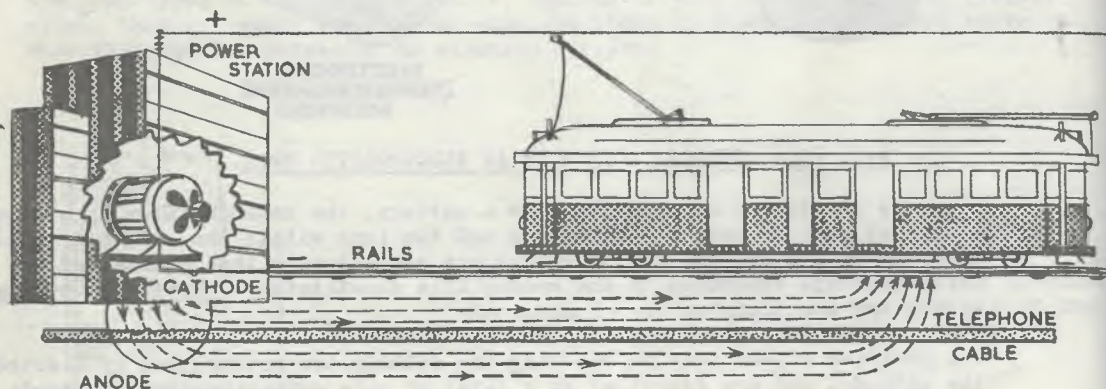 +
POWER
STATION
− RAILS
CATHODE
TELEPHONE
CABLE
ANODE